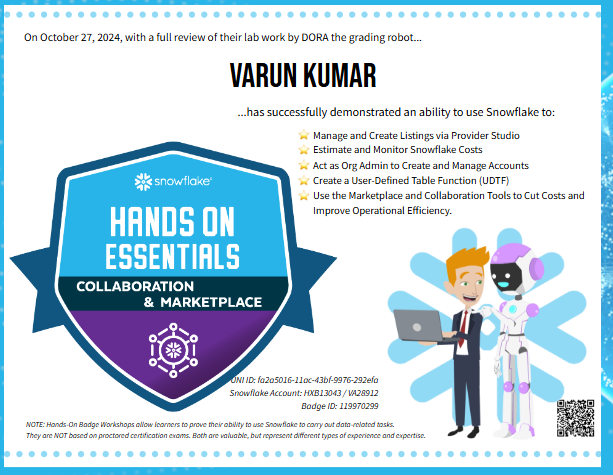 On October 27, 2024, with a full review of their lab work by DORA the grading robot...
VARUN KUMAR
...has successfully demonstrated an ability to use Snowflake to:
Manage and Create Listings via Provider Studio
Estimate and Monitor Snowflake Costs
Act as Org Admin to Create and Manage Accounts
Create a User-Defined Table Function (UDTF)
Use the Marketplace and Collaboration Tools to Cut Costs and
Improve Operational Efficiency.
snowflake®
HANDS ON
ESSENTIALS
COLLABORATION
& MARKETPLACE
UNI ID: fa2a5016-11ac-43bf-9976-292efa
Snowflake Account: HXB13043 / VA28912
Badge ID: 119970299
NOTE: Hands-On Badge Workshops allow learners to prove their ability to use Snowflake to carry out data-related tasks.
They are NOT based on proctored certification exams. Both are valuable, but represent different types of experience and expertise.